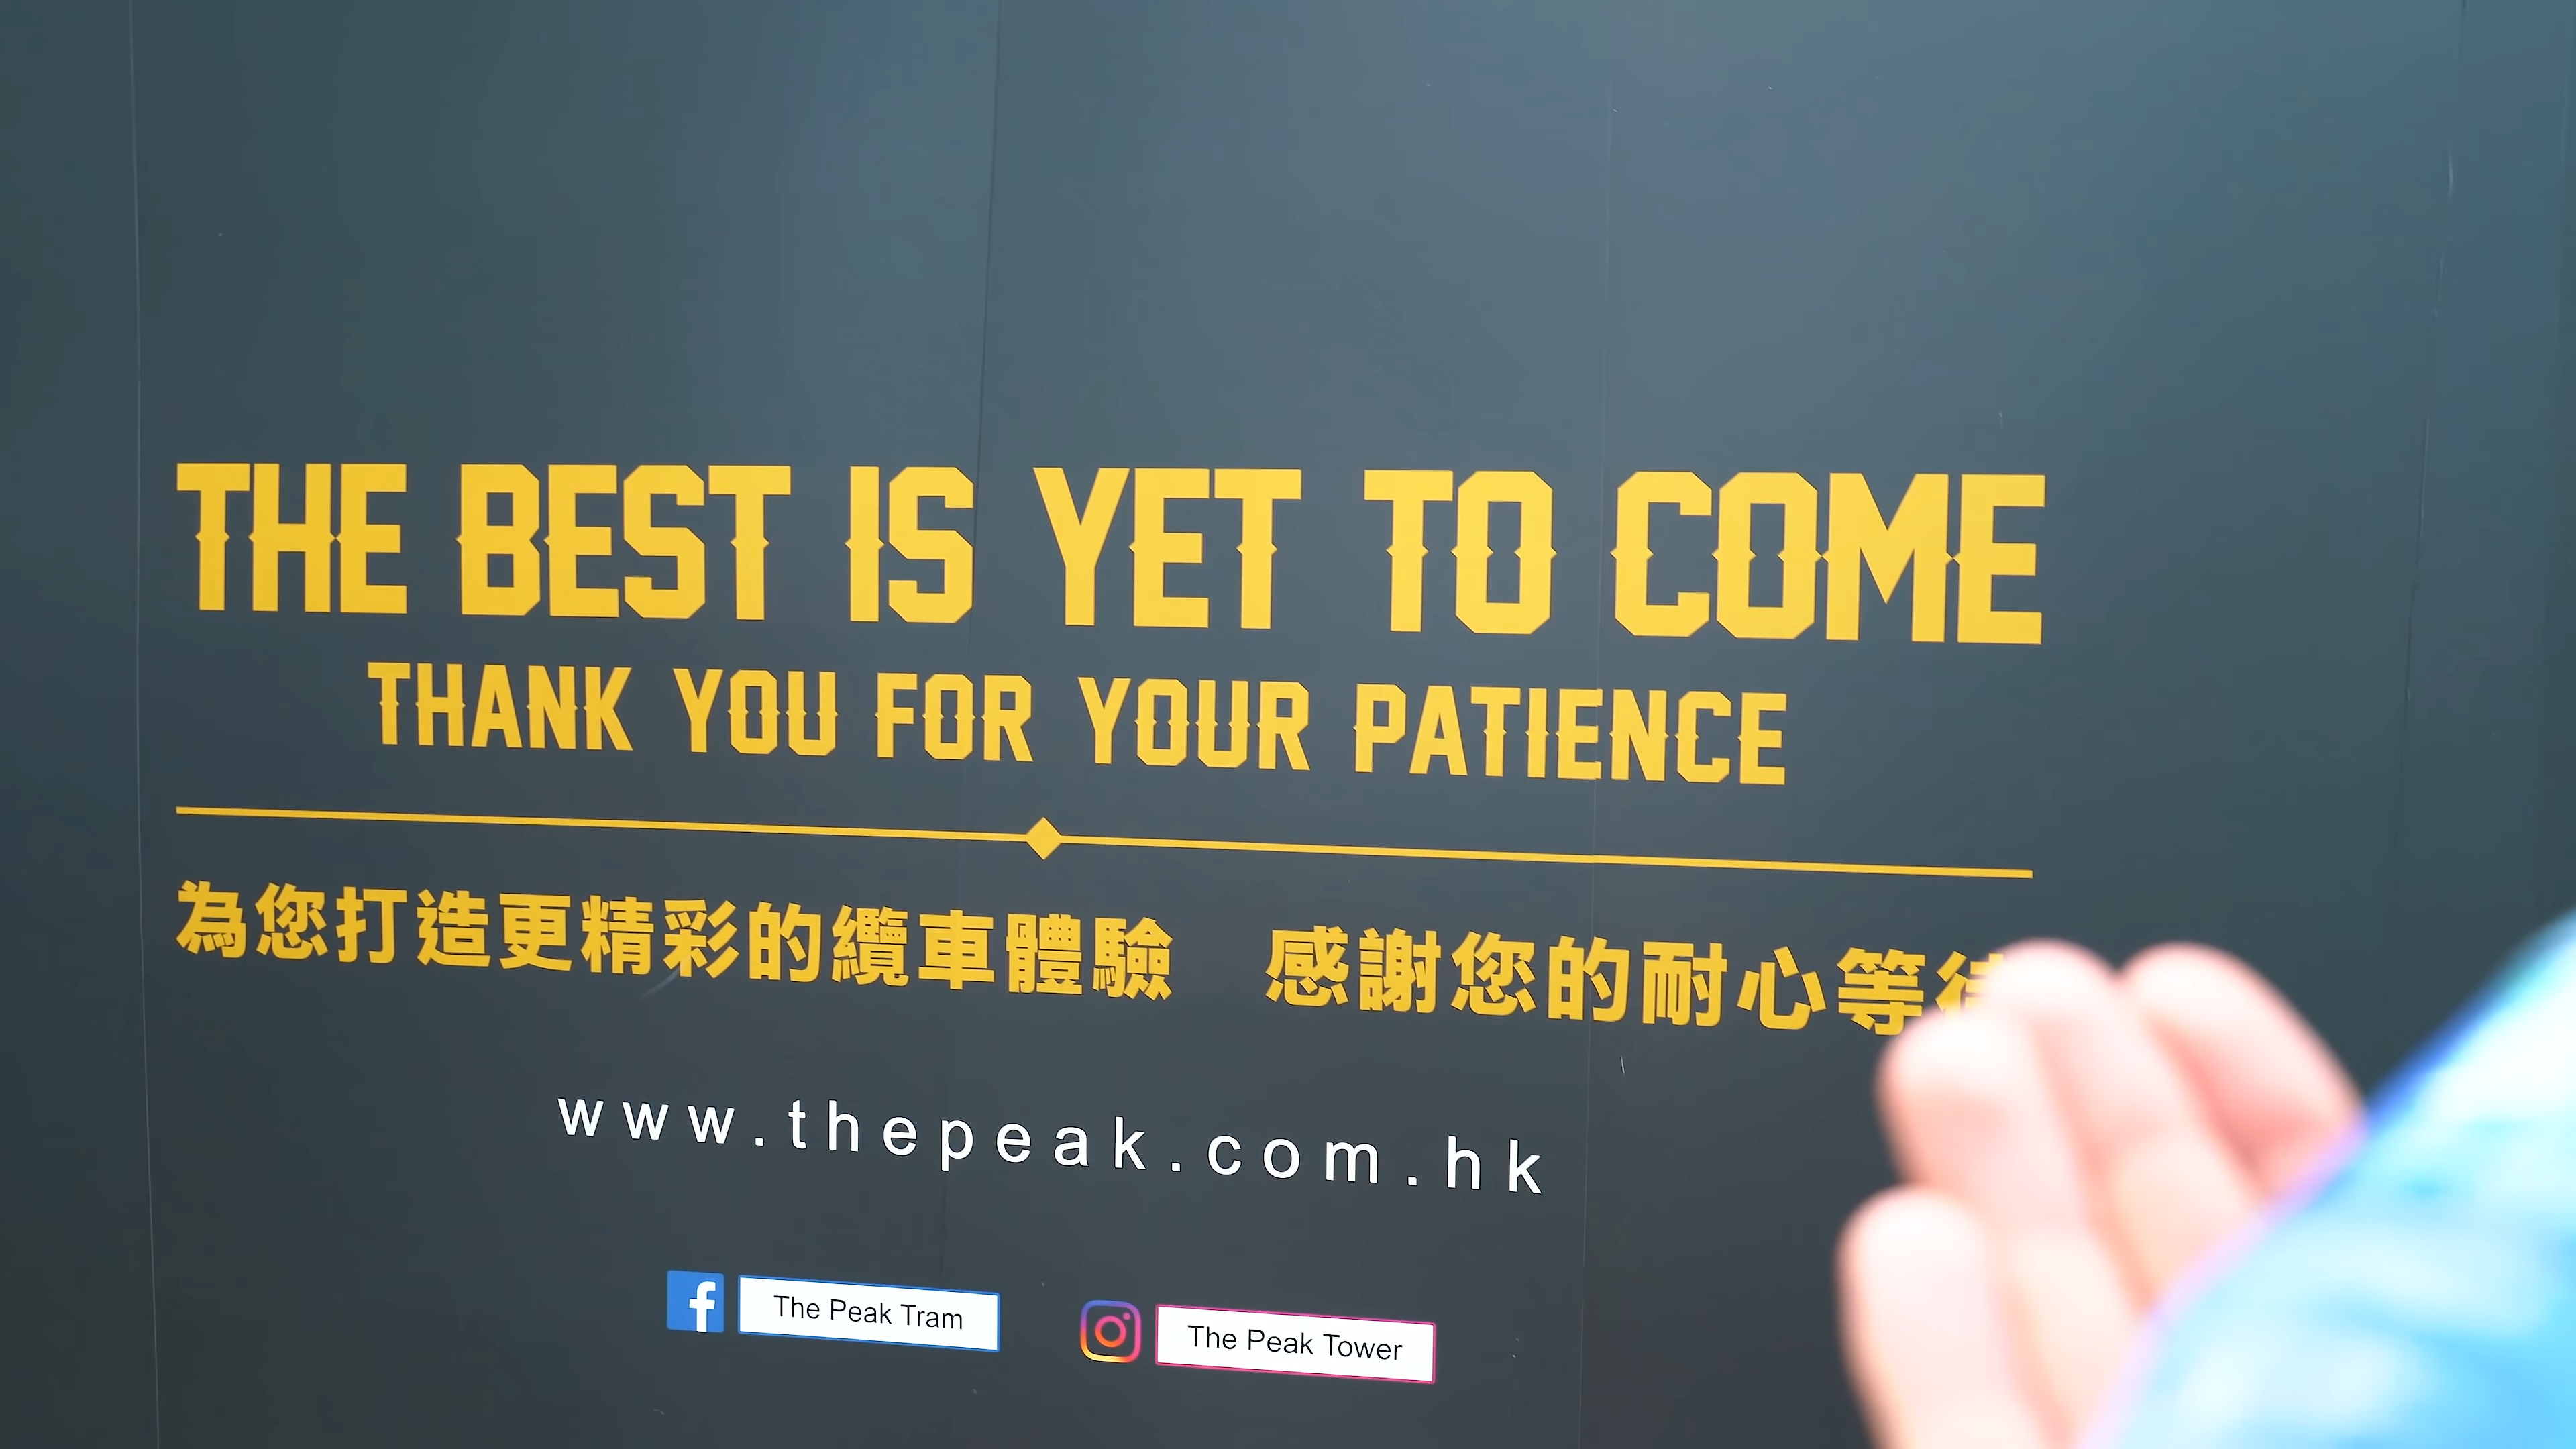 THE BEST IS YET TO COME
THANK YOU FOR YOUR PATIENCE
為您打造更精彩的纜車體驗 感謝您的耐心等
www.thepeak.com.hk
The Peak Tram
The Peak Tower